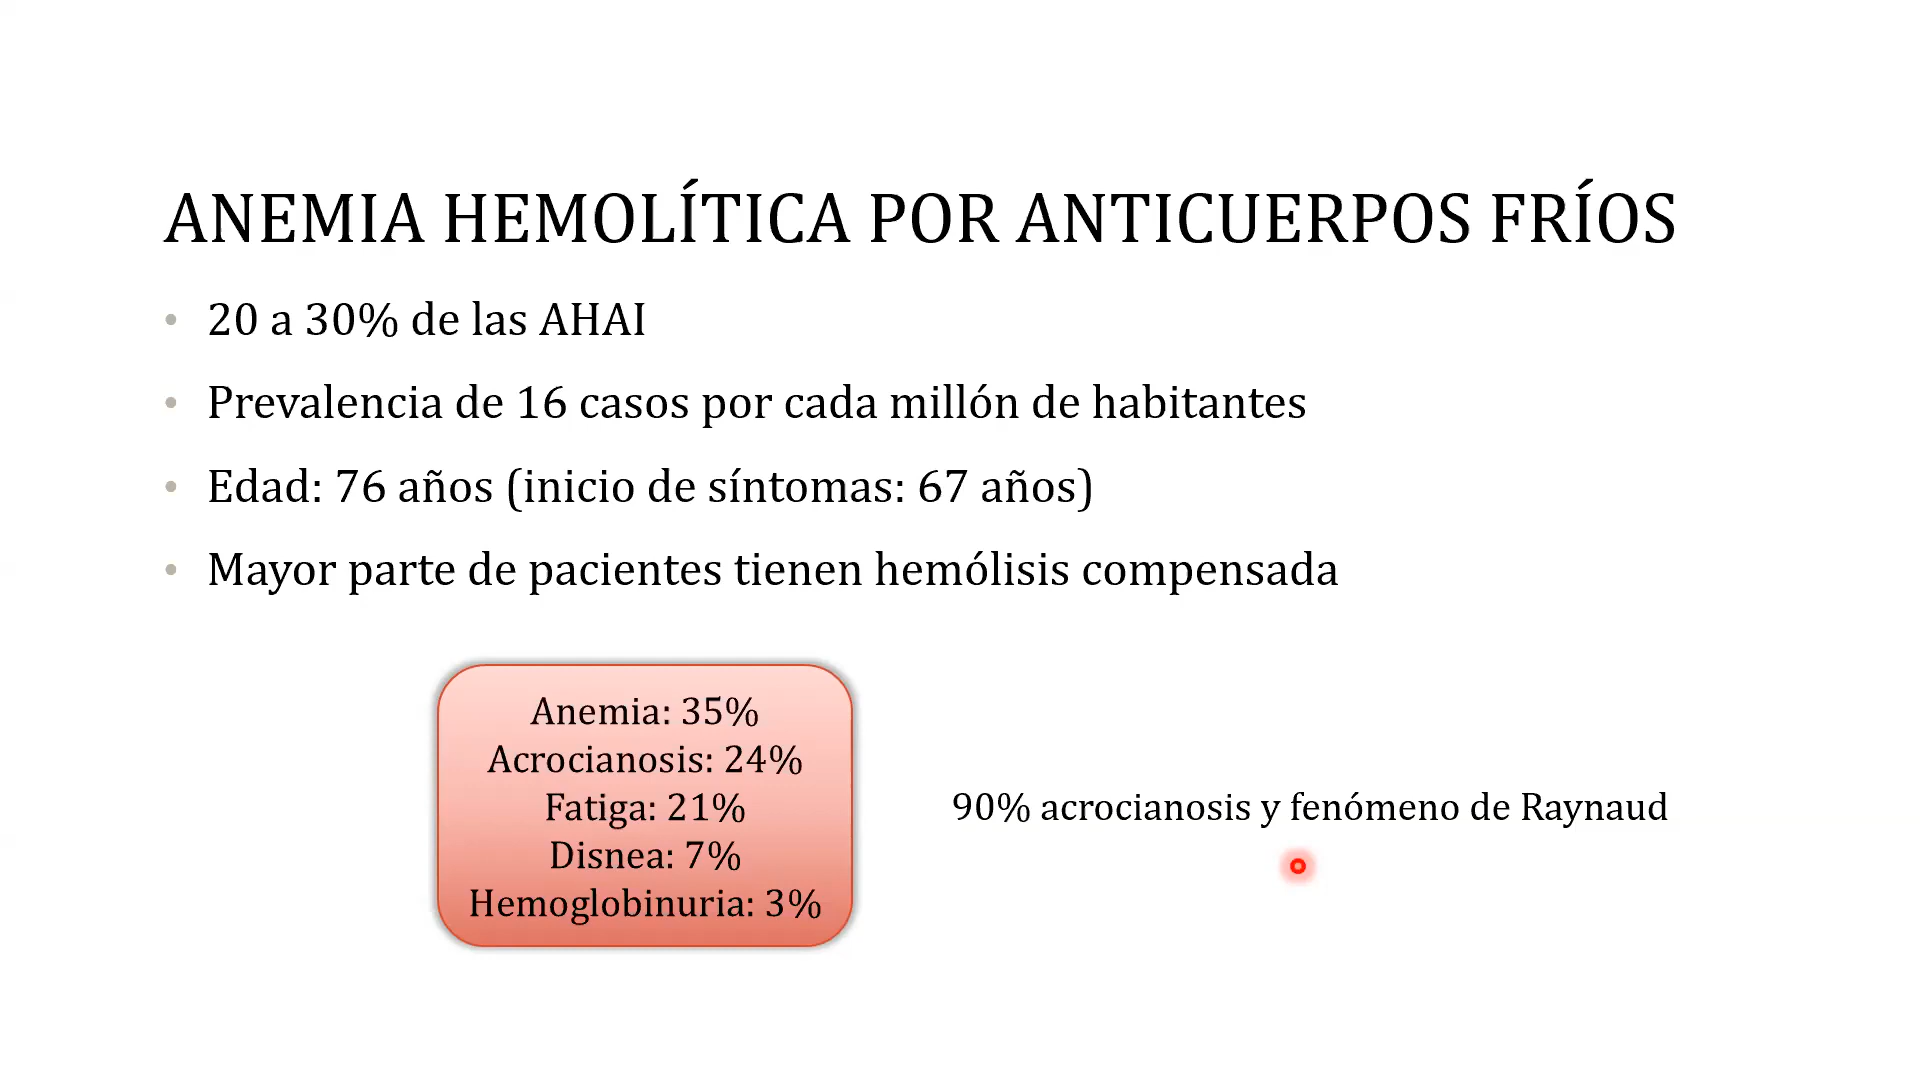 ANEMIA HEMOLÍTICA POR ANTICUERPOS FRÍOS
• 20 a 30% de las AHAI
• Prevalencia de 16 casos por cada millón de habitantes
• Edad: 76 años (inicio de síntomas: 67 años)
• Mayor parte de pacientes tienen hemólisis compensada
Anemia: 35%
Acrocianosis: 24%
Fatiga: 21%
Disnea: 7%
Hemoglobinuria: 3%
90% acrocianosis y fenómeno de Raynaud